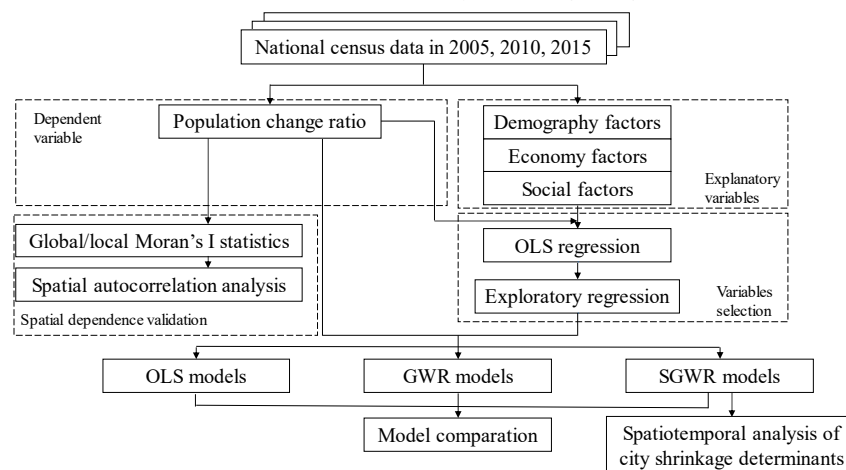 National census data in 2005, 2010, 2015
Dependent
variable
Population change ratio
Demography factors
Economy factors
Social factors
Explanatory
variables
Global/local Moran's I statistics
Spatial autocorrelation analysis
Spatial dependence validation
OLS regression
Exploratory regression
Variables
selection
OLS models
GWR models
SGWR models
Model comparation
Spatiotemporal analysis of
city shrinkage determinants